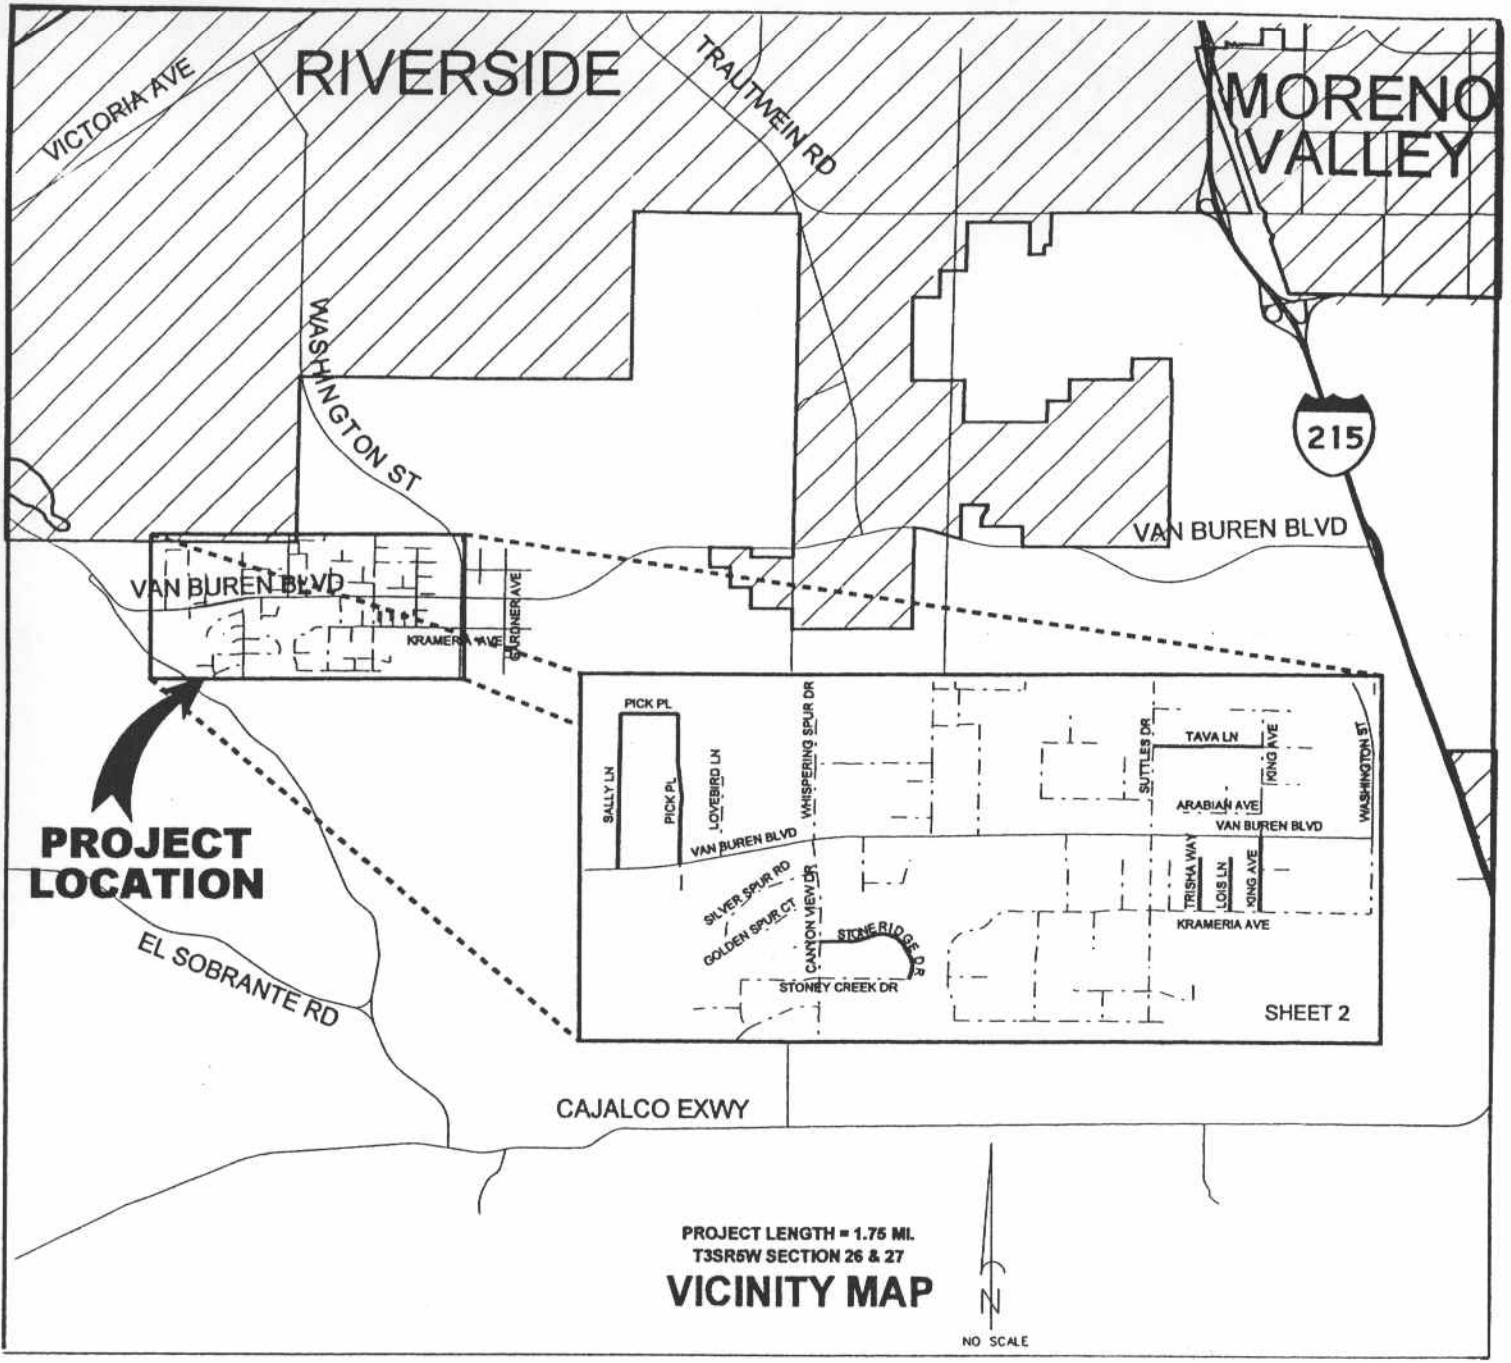 RIVERSIDE
VICTORIA AVE
TRAUTWEIN RD
MORENO
VALLEY
WASHINGTON ST
215
VAN BUREN BLVD
VAN BUREN BLVD
GARDNER AVE
KRAMERIA AVE
PROJECT
LOCATION
EL SOBRANTE RD
PICK PL
SALLY LN
PICK PL
LOVEBIRD LN
WHISPERING SPUR DR
SUTTLES DR
TAVA LN
KING AVE
WASHINGTON ST
ARABIAN AVE
VAN BUREN BLVD
VAN BUREN BLVD
SILVER SPUR RD
GOLDEN SPUR CT
CANYON VIEW DR
STONERIDGE DR
STONEY CREEK DR
TRISHA WAY
LOIS LN
KING AVE
KRAMERIA AVE
SHEET 2
CAJALCO EXWY
PROJECT LENGTH = 1.75 MI.
T3SR5W SECTION 26 & 27
VICINITY MAP
N
NO SCALE